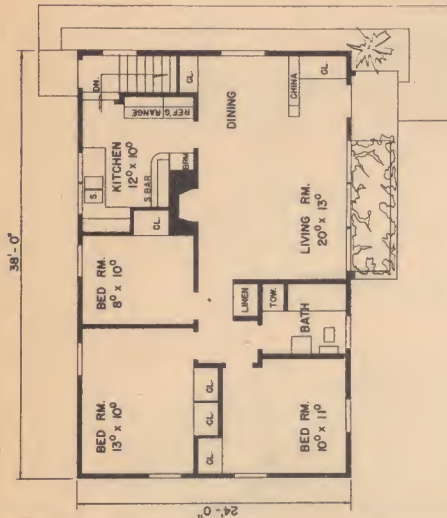 38'-0"
24'-0"
DN.
CL.
REF'G.
RANGE
KITCHEN
12⁰ x 10⁰
S
S. BAR
BRM.
CL.
DINING
CHINA
CL.
LIVING RM.
20⁰ x 13⁰
BED RM.
8⁰ x 10⁰
LINEN
TOW.
BATH
BED RM.
13⁰ x 10⁰
CL.
CL.
CL.
BED RM.
10⁰ x 11⁰